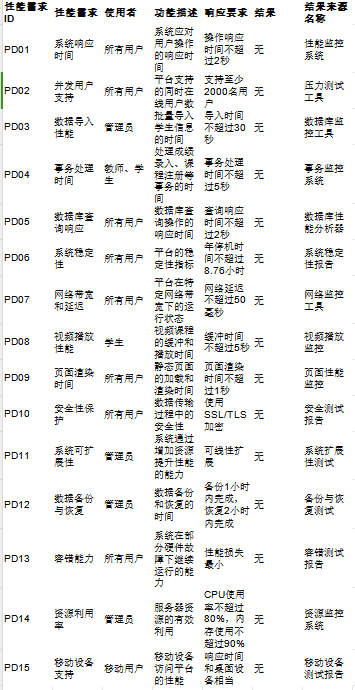 性能需求ID 性能需求 使用者 功能描述 响应要求 结果 结果来源名称
PD01 系统响应时间 所有用户 系统应对用户操作的响应时间 操作响应时间不超过2秒 无 性能监控系统
PD02 并发用户支持 所有用户 平台支持的同时在线用户数 支持至少2000名用户 无 压力测试工具
PD03 数据导入性能 管理员 批量导入学生信息的时间 导入时间不超过30秒 无 数据库监控工具
PD04 事务处理时间 教师、学生 处理成绩录入、课程注册等事务的时间 事务处理时间不超过5秒 无 事务监控系统
PD05 数据库查询响应 所有用户 数据库查询操作的响应时间 查询响应时间不超过2秒 无 数据库性能分析器
PD06 系统稳定性 所有用户 平台的稳定性指标 年停机时间不超过8.76小时 无 系统稳定性报告
PD07 网络带宽和延迟 所有用户 平台在特定网络带宽下的运行状态 网络延迟不超过50毫秒 无 网络监控工具
PD08 视频播放性能 学生 视频课程的缓冲和播放时间 缓冲时间不超过5秒 无 视频播放监控
PD09 页面渲染时间 所有用户 静态页面的加载和渲染时间 页面渲染时间不超过1秒 无 页面性能监控
PD10 安全性保护 所有用户 数据传输过程中的安全性 使用SSL/TLS加密 无 安全测试报告
PD11 系统可扩展性 管理员 系统通过增加资源提升性能的能力 可线性扩展 无 系统扩展性测试
PD12 数据备份与恢复 管理员 数据备份和恢复的时间 备份1小时内完成，恢复2小时内完成 无 备份与恢复测试
PD13 容错能力 所有用户 系统在部分硬件故障下继续运行的能力 性能损失最小 无 容错测试报告
PD14 资源利用率 管理员 服务器资源的有效利用 CPU使用率不超过80%，内存使用不超过90% 无 资源监控系统
PD15 移动设备支持 移动用户 移动设备访问平台的性能 响应时间和桌面设备相当 无 移动设备测试报告